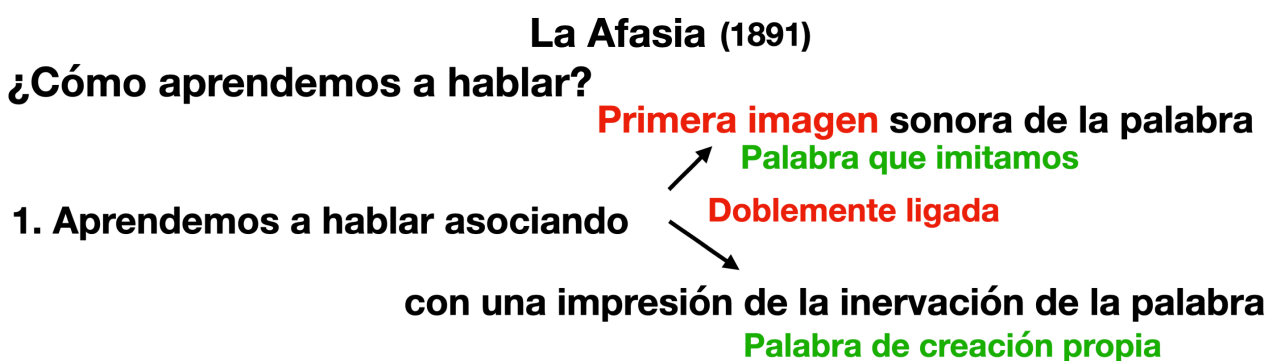 La Afasia (1891)
¿Cómo aprendemos a hablar?
Primera imagen sonora de la palabra
Palabra que imitamos
Doblemente ligada
1. Aprendemos a hablar asociando
con una impresión de la inervación de la palabra
Palabra de creación propia